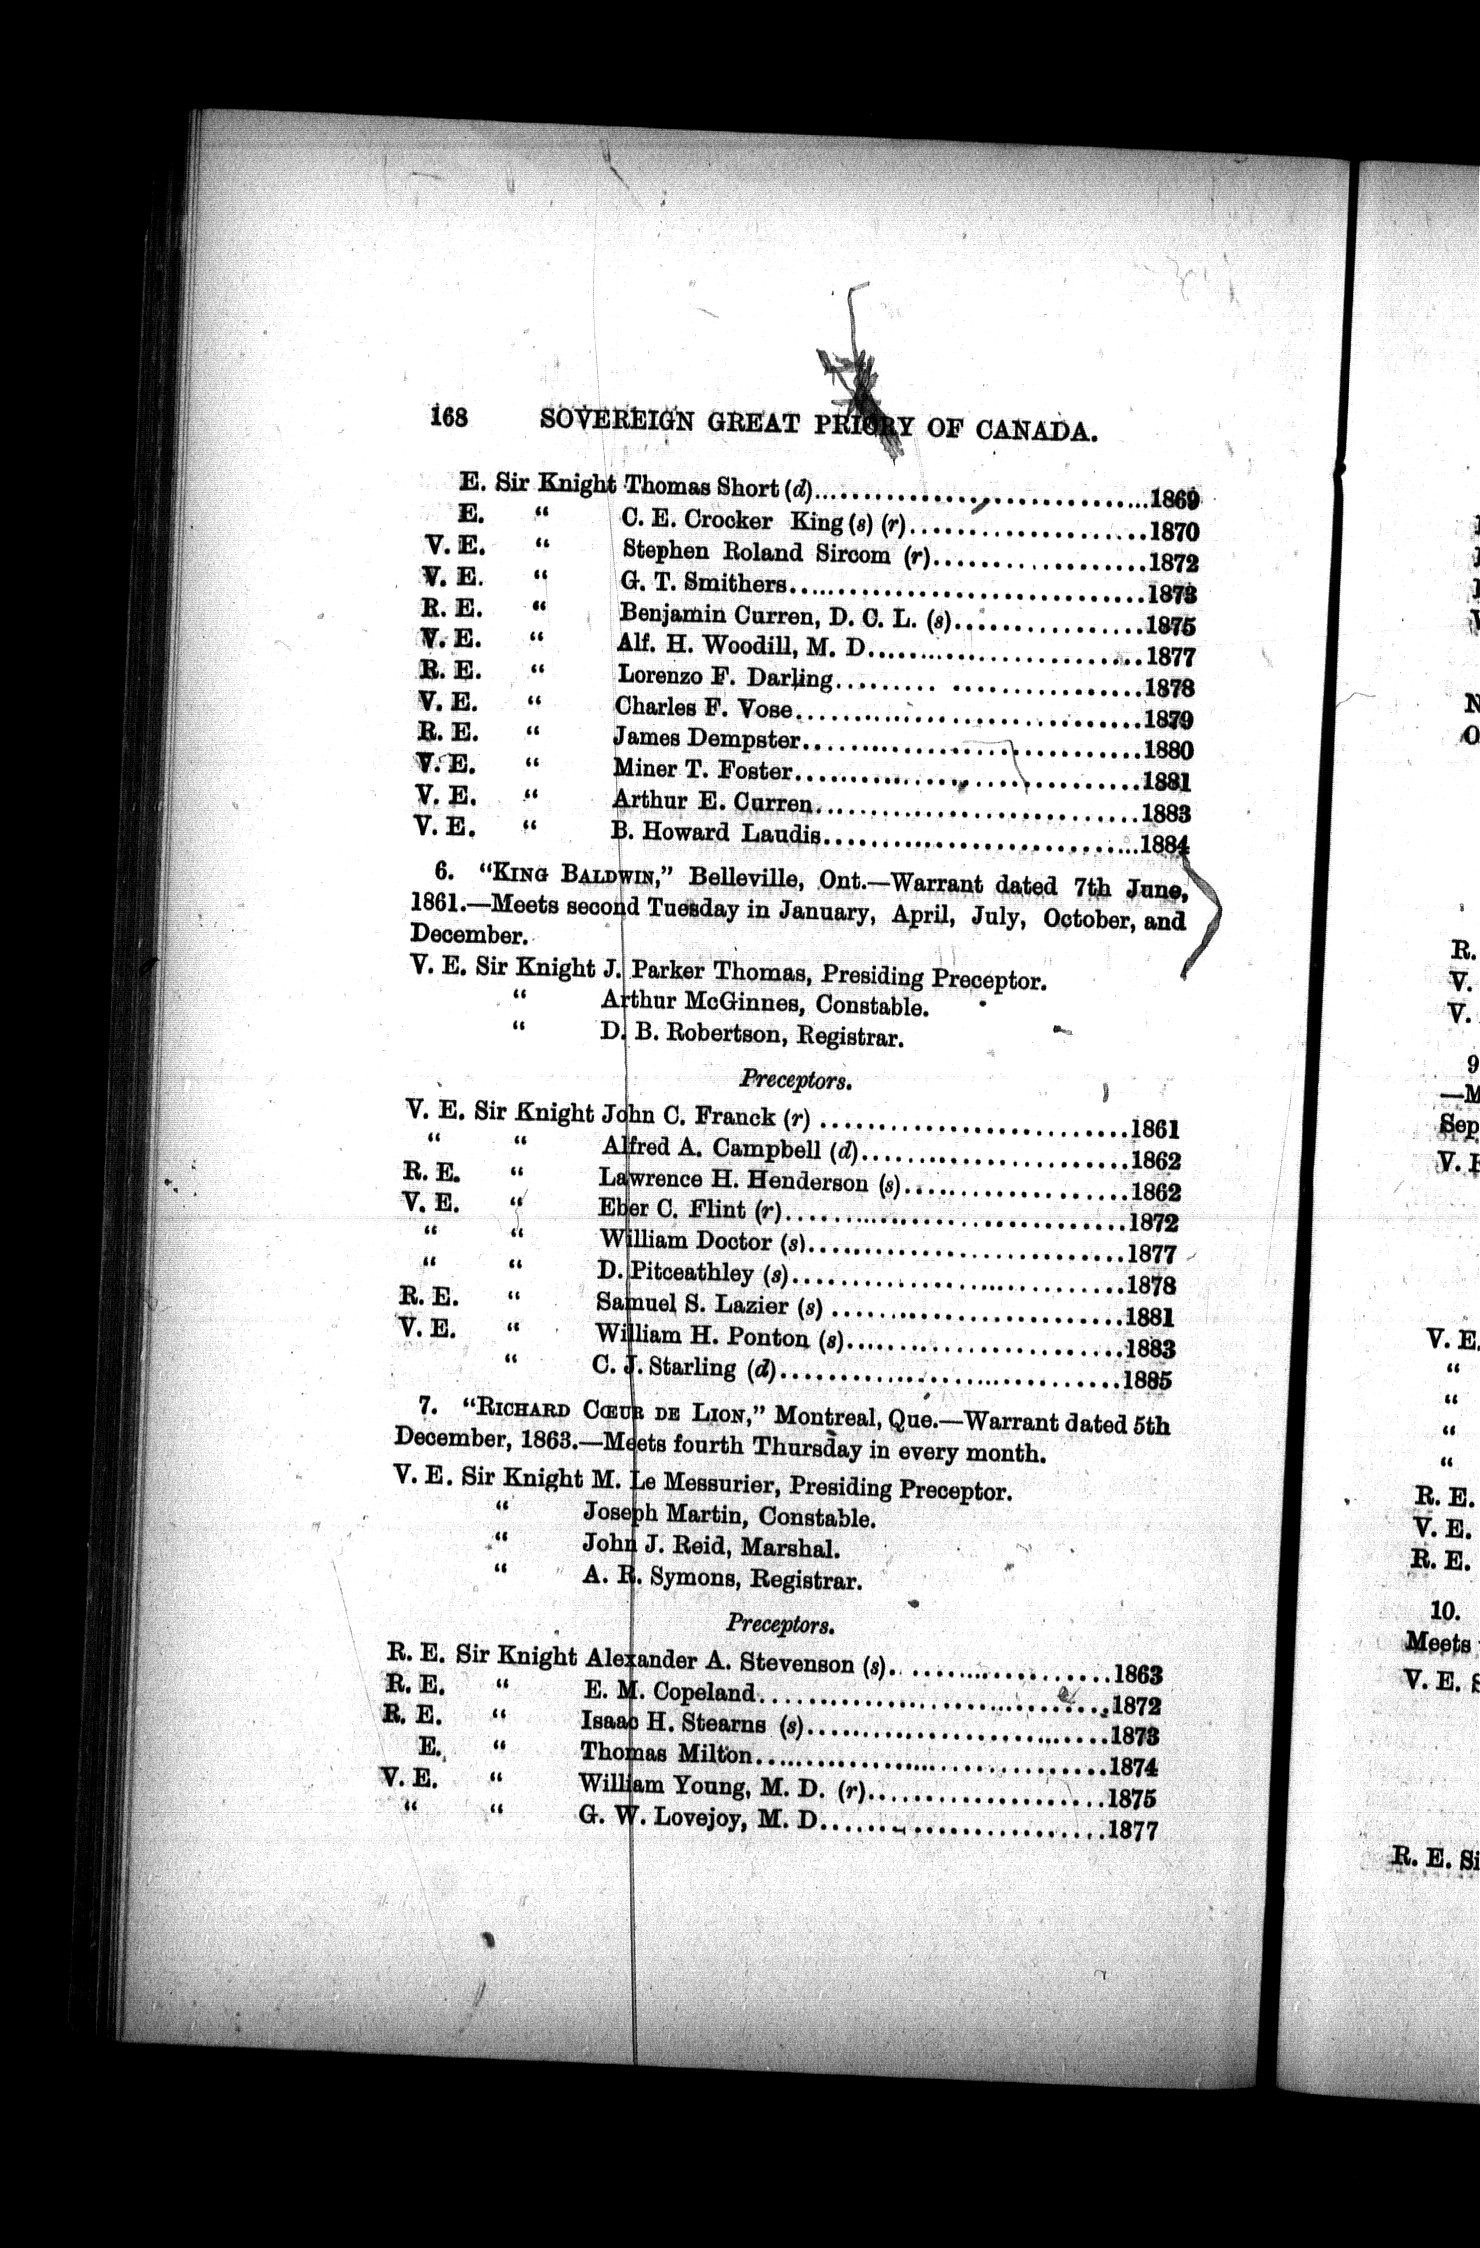 168 SOVEREIGN GREAT PRIORY OF CANADA.
E. Sir Knight Thomas Short (d)..............................1869
E. “ C. E. Crocker King (s) (r)....................1870
V. E. “ Stephen Roland Sircom (r)..................1872
V. E. “ G. T. Smithers..............................1873
R. E. “ Benjamin Curren, D. C. L. (s)................1875
V. E. “ Alf. H. Woodill, M. D.......................1877
R. E. “ Lorenzo F. Darling.........................1878
V. E. “ Charles F. Vose............................1879
R. E. “ James Dempster............................1880
V. E. “ Miner T. Foster............................1881
V. E. “ Arthur E. Curren...........................1883
V. E. “ B. Howard Laudis..........................1884
6. “KING BALDWIN,” Belleville, Ont.—Warrant dated 7th June,
1861.—Meets second Tuesday in January, April, July, October, and
December.
V. E. Sir Knight J. Parker Thomas, Presiding Preceptor.
“ Arthur McGinnes, Constable.
“ D. B. Robertson, Registrar.
Preceptors.
V. E. Sir Knight John C. Franck (r) ..........................1861
“ “ Alfred A. Campbell (d)......................1862
R. E. “ Lawrence H. Henderson (s)...................1862
V. E. “ Eber C. Flint (r)............................1872
“ “ William Doctor (s)..........................1877
“ “ D. Pitceathley (s)...........................1878
R. E. “ Samuel S. Lazier (s) ........................1881
V. E. “ William H. Ponton (s).......................1883
“ C. J. Starling (d)............................1885
7. “RICHARD CŒUR DE LION,” Montreal, Que.—Warrant dated 5th
December, 1863.—Meets fourth Thursday in every month.
V. E. Sir Knight M. Le Messurier, Presiding Preceptor.
“ Joseph Martin, Constable.
“ John J. Reid, Marshal.
“ A. R. Symons, Registrar.
Preceptors.
R. E. Sir Knight Alexander A. Stevenson (s)..................1863
R. E. “ E. M. Copeland.............................1872
R. E. “ Isaac H. Stearns (s).........................1873
E. “ Thomas Milton.............................1874
V. E. “ William Young, M. D. (r)....................1875
“ “ G. W. Lovejoy, M. D........................1877
N
O
R.
V.
V.
9
—M
Sep
V. E
V. E.
“
“
“
“
R. E.
V. E.
R. E.
10.
Meets
V. E. S
R. E. Si